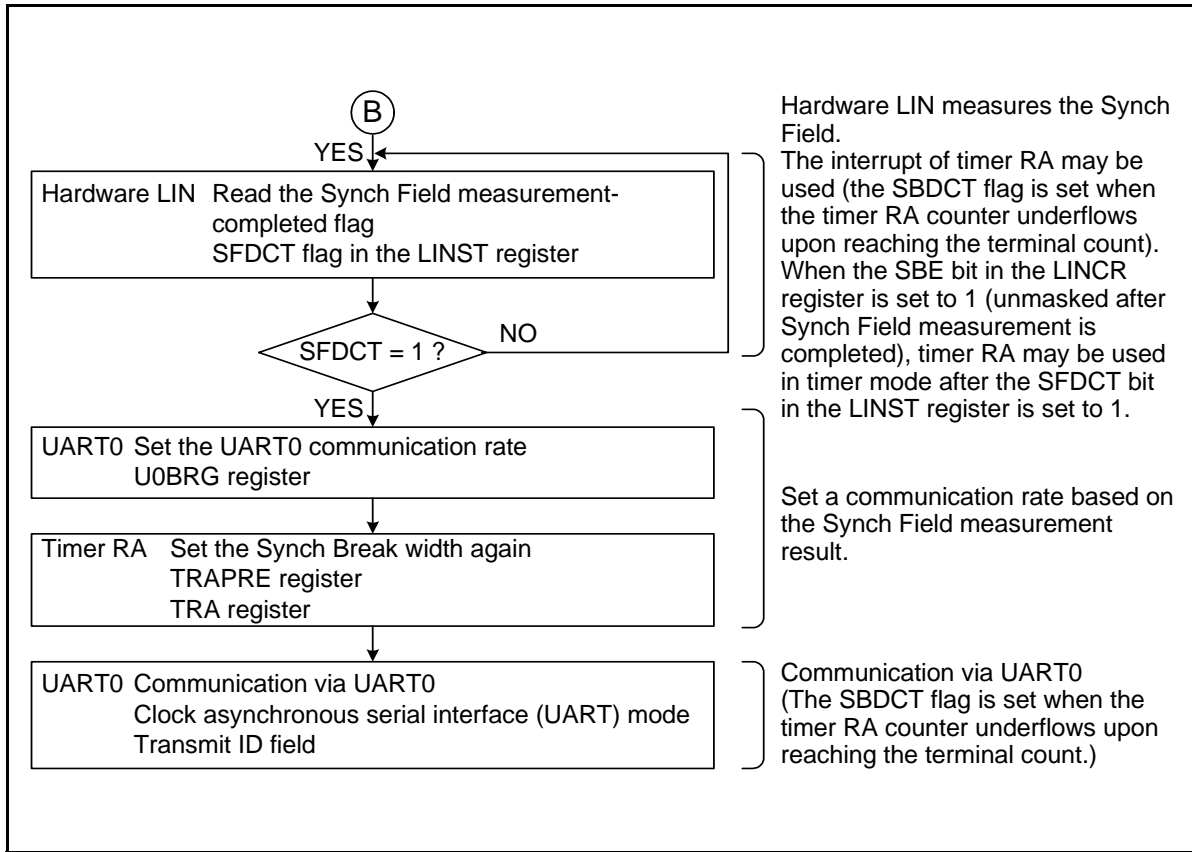 B
YES
Hardware LIN Read the Synch Field measurement-
completed flag
SFDCT flag in the LINST register
SFDCT = 1 ?
NO
YES
UART0 Set the UART0 communication rate
U0BRG register
Timer RA Set the Synch Break width again
TRAPRE register
TRA register
UART0 Communication via UART0
Clock asynchronous serial interface (UART) mode
Transmit ID field
Hardware LIN measures the Synch
Field.
The interrupt of timer RA may be
used (the SBDCT flag is set when
the timer RA counter underflows
upon reaching the terminal count).
When the SBE bit in the LINCR
register is set to 1 (unmasked after
Synch Field measurement is
completed), timer RA may be used
in timer mode after the SFDCT bit
in the LINST register is set to 1.
Set a communication rate based on
the Synch Field measurement
result.
Communication via UART0
(The SBDCT flag is set when the
timer RA counter underflows upon
reaching the terminal count.)